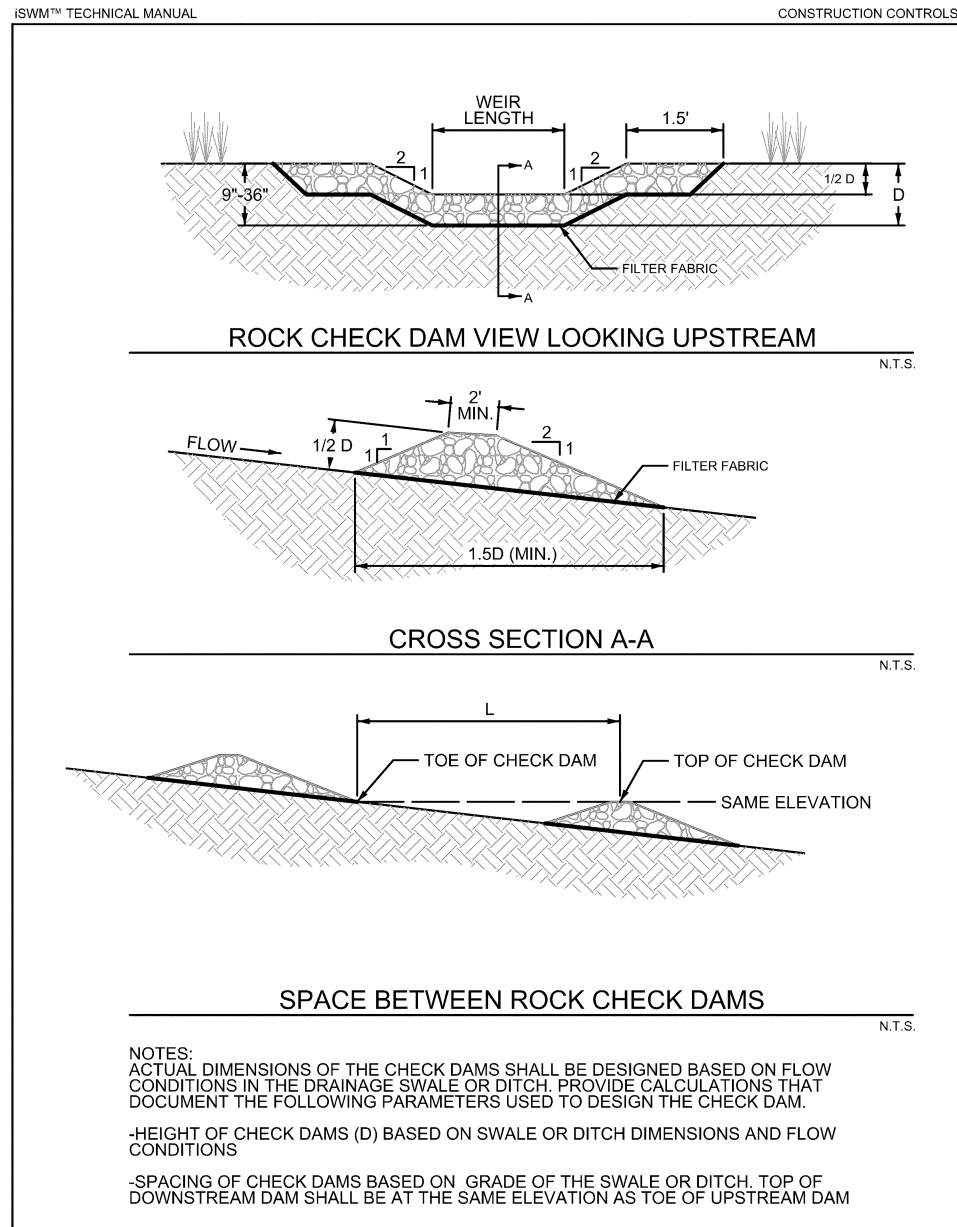 iSWM™ TECHNICAL MANUAL
CONSTRUCTION CONTROLS
WEIR
LENGTH
1.5'
2
1
A
1
2
1/2 D
9"-36"
D
FILTER FABRIC
A
ROCK CHECK DAM VIEW LOOKING UPSTREAM
N.T.S.
2'
MIN.
FLOW
1/2 D
1
1
2
1
FILTER FABRIC
1.5D (MIN.)
CROSS SECTION A-A
N.T.S.
L
TOE OF CHECK DAM
TOP OF CHECK DAM
SAME ELEVATION
SPACE BETWEEN ROCK CHECK DAMS
N.T.S.
NOTES:
ACTUAL DIMENSIONS OF THE CHECK DAMS SHALL BE DESIGNED BASED ON FLOW
CONDITIONS IN THE DRAINAGE SWALE OR DITCH. PROVIDE CALCULATIONS THAT
DOCUMENT THE FOLLOWING PARAMETERS USED TO DESIGN THE CHECK DAM.
-HEIGHT OF CHECK DAMS (D) BASED ON SWALE OR DITCH DIMENSIONS AND FLOW
CONDITIONS
-SPACING OF CHECK DAMS BASED ON GRADE OF THE SWALE OR DITCH. TOP OF
DOWNSTREAM DAM SHALL BE AT THE SAME ELEVATION AS TOE OF UPSTREAM DAM